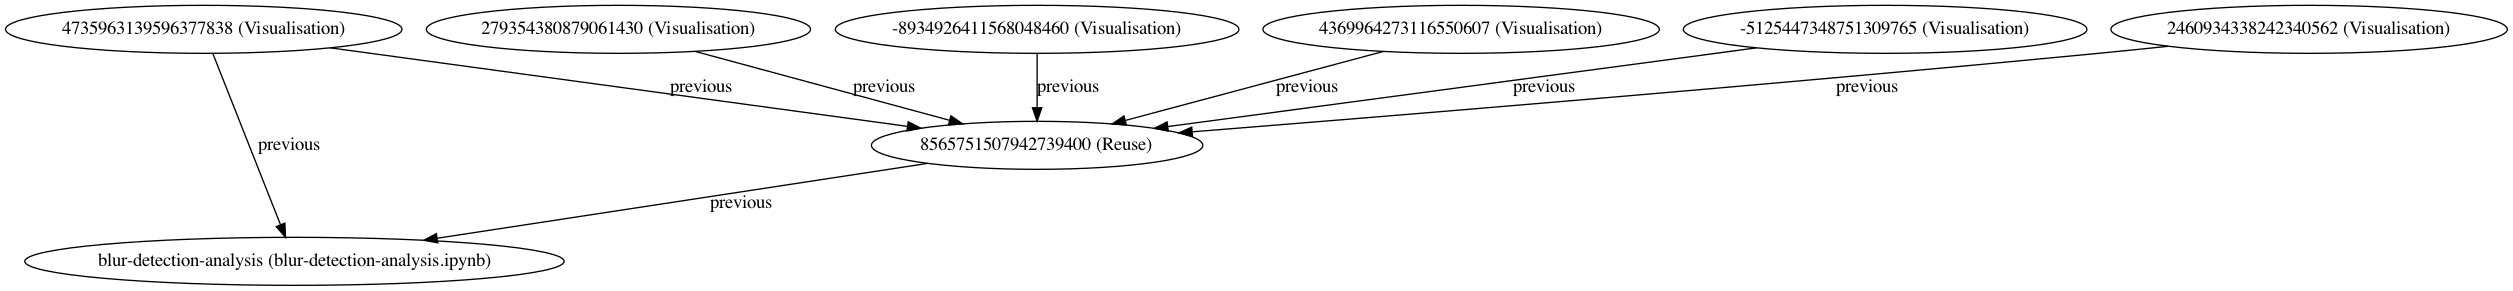 4735963139596377838 (Visualisation)
279354380879061430 (Visualisation)
-8934926411568048460 (Visualisation)
4369964273116550607 (Visualisation)
-5125447348751309765 (Visualisation)
2460934338242340562 (Visualisation)
previous
previous
previous
previous
previous
previous
previous
8565751507942739400 (Reuse)
previous
blur-detection-analysis (blur-detection-analysis.ipynb)